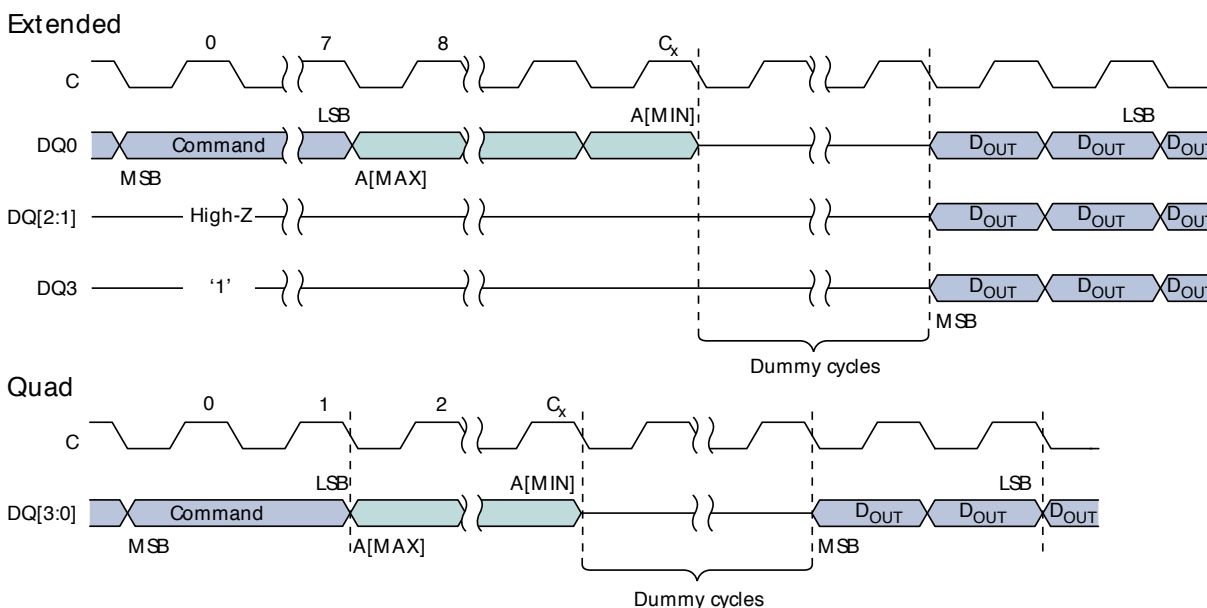 Extended
0 7 8 Cx
C
LSB A[MIN] LSB
DQ0 Command DOUT DOUT DOUT
MSB A[MAX]
DQ[2:1] High-Z DOUT DOUT DOUT
DQ3 ‘1’ DOUT DOUT DOUT
MSB
Dummy cycles
Quad
0 1 2 Cx
C
LSB A[MIN] LSB
DQ[3:0] Command DOUT DOUT DOUT
MSB A[MAX] MSB
Dummy cycles